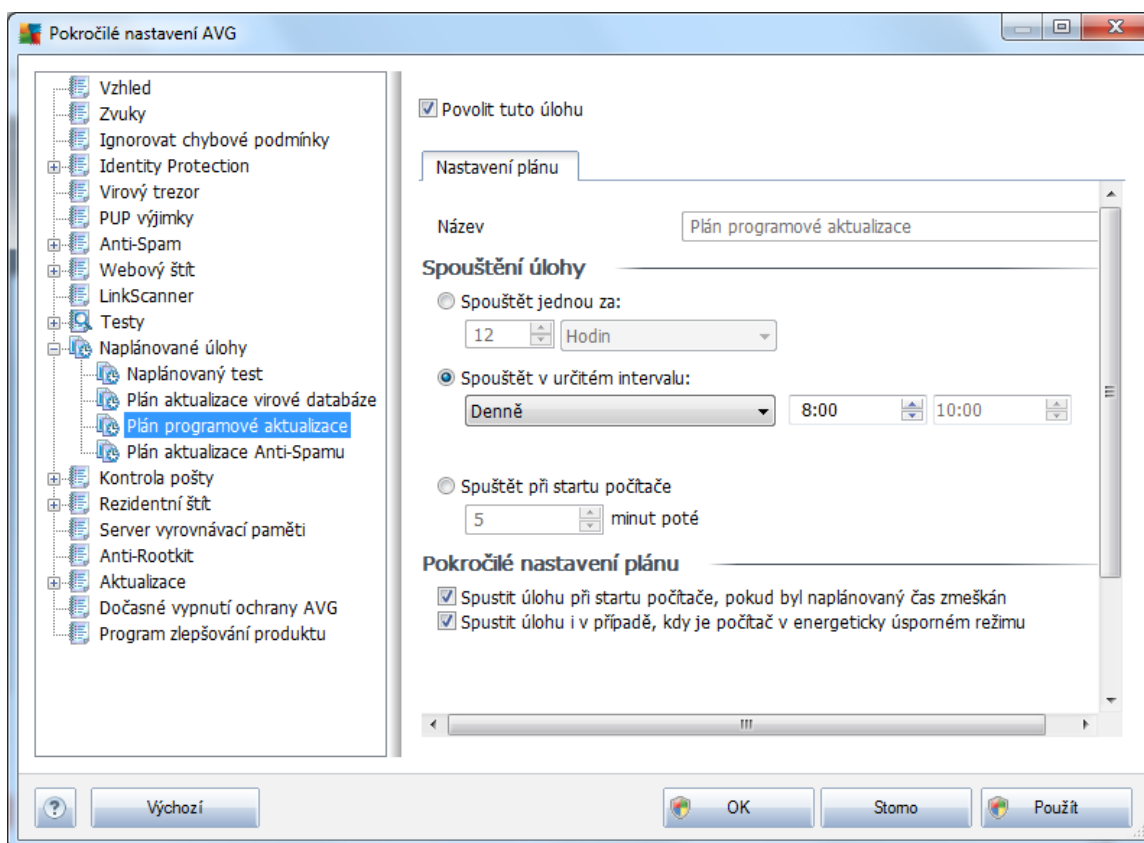 Pokročilé nastavení AVG
Vzhled
Zvuky
Ignorovat chybové podmínky
Identity Protection
Virový trezor
PUP výjimky
Anti-Spam
Webový štít
LinkScanner
Testy
Naplánované úlohy
Naplánovaný test
Plán aktualizace virové databáze
Plán programové aktualizace
Plán aktualizace Anti-Spamu
Kontrola pošty
Rezidentní štít
Server vyrovnávací paměti
Anti-Rootkit
Aktualizace
Dočasné vypnutí ochrany AVG
Program zlepšování produktu
Povolit tuto úlohu
Nastavení plánu
Název Plán programové aktualizace
Spouštění úlohy
Spouštět jednou za:
12 Hodin
Spouštět v určitém intervalu:
Denně 8:00 10:00
Spuštět při startu počítače
5 minut poté
Pokročilé nastavení plánu
Spustit úlohu při startu počítače, pokud byl naplánovaný čas zmeškán
Spustit úlohu i v případě, kdy je počítač v energeticky úsporném režimu
? Výchozí OK Storno Použít